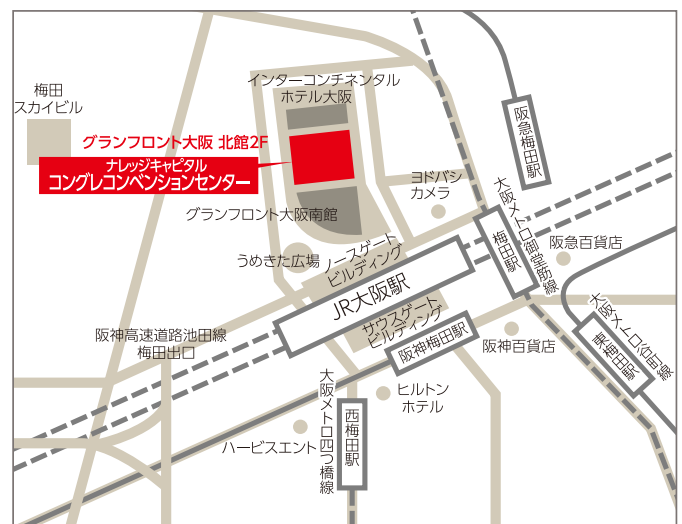 梅田
スカイビル
インターコンチネンタル
ホテル大阪
グランフロント大阪 北館2F
ナレッジキャピタル
コングレコンベンションセンター
ヨドバシ
カメラ
阪急梅田駅
グランフロント大阪南館
うめきた広場
ノースゲート
ビルディング
JR大阪駅
サウスゲート
ビルディング
梅田駅
大阪メトロ御堂筋線
阪急百貨店
阪神高速道路池田線
梅田出口
阪神梅田駅
阪神百貨店
大阪メトロ谷町線
東梅田駅
ヒルトン
ホテル
大阪メトロ四つ橋線
西梅田駅
ハービスエント